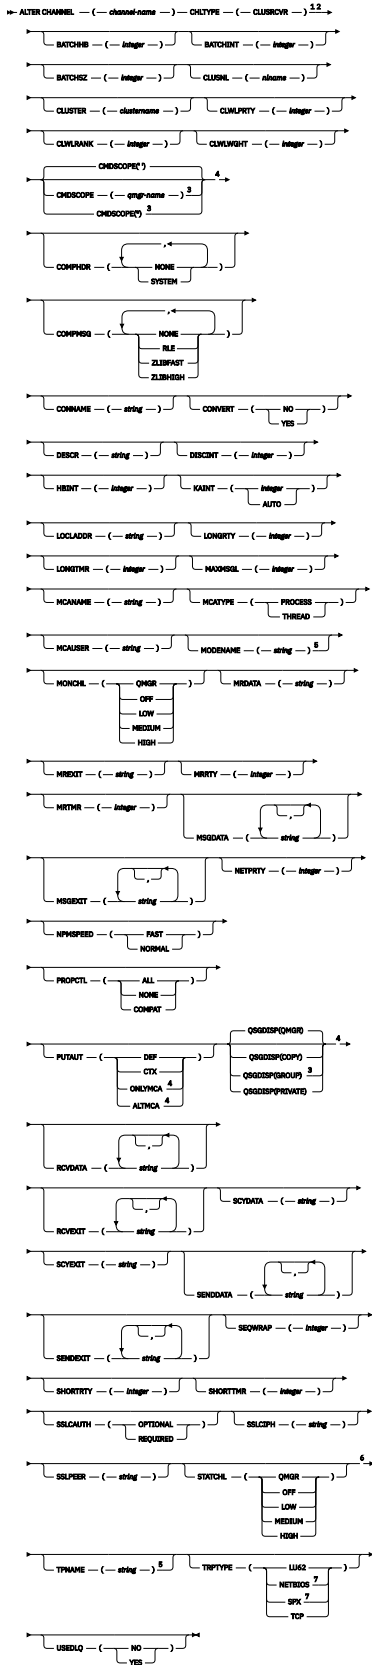 ALTER CHANNEL ( channel-name ) CHLTYPE ( CLUSRCVR ) 1 2
BATCHHB ( integer ) BATCHINT ( integer )
BATCHSZ ( integer ) CLUSNL ( nlname )
CLUSTER ( clustername ) CLWLPRTY ( integer )
CLWLRANK ( integer ) CLWLWGHT ( integer )
CMDSCOPE(' ') 4
CMDSCOPE ( qmgr-name ) 3
CMDSCOPE(*) 3
,
COMPHDR ( NONE )
SYSTEM
,
COMPMSG ( NONE )
RLE
ZLIBFAST
ZLIBHIGH
CONNAME ( string ) CONVERT ( NO )
YES
DESCR ( string ) DISCINT ( integer )
HBINT ( integer ) KAINT ( integer )
AUTO
LOCLADDR ( string ) LONGRTY ( integer )
LONGTMR ( integer ) MAXMSGL ( integer )
MCANAME ( string ) MCATYPE ( PROCESS )
THREAD
MCAUSER ( string ) MODENAME ( string ) 5
MONCHL ( QMGR ) MRDATA ( string )
OFF
LOW
MEDIUM
HIGH
MREXIT ( string ) MRRTY ( integer )
MRTMR ( integer ) ,
MSGDATA ( string )
,
MSGEXIT ( string ) NETPRTY ( integer )
NPMSPEED ( FAST )
NORMAL
PROPCTL ( ALL )
NONE
COMPAT
QSGDISP(QMGR) 4
PUTAUT ( DEF ) QSGDISP(COPY)
CTX QSGDISP(GROUP) 3
ONLYMCA 4 QSGDISP(PRIVATE)
ALTMCA 4
,
RCVDATA ( string )
,
RCVEXIT ( string ) SCYDATA ( string )
SCYEXIT ( string ) ,
SENDDATA ( string )
,
SENDEXIT ( string ) SEQWRAP ( integer )
SHORTRTY ( integer ) SHORTTMR ( integer )
SSLCAUTH ( OPTIONAL ) SSLCIPH ( string )
REQUIRED
6
SSLPEER ( string ) STATCHL ( QMGR )
OFF
LOW
MEDIUM
HIGH
TPNAME ( string ) 5 TRPTYPE ( LU62 )
NETBIOS 7
SPX 7
TCP
USEDLQ ( NO )
YES